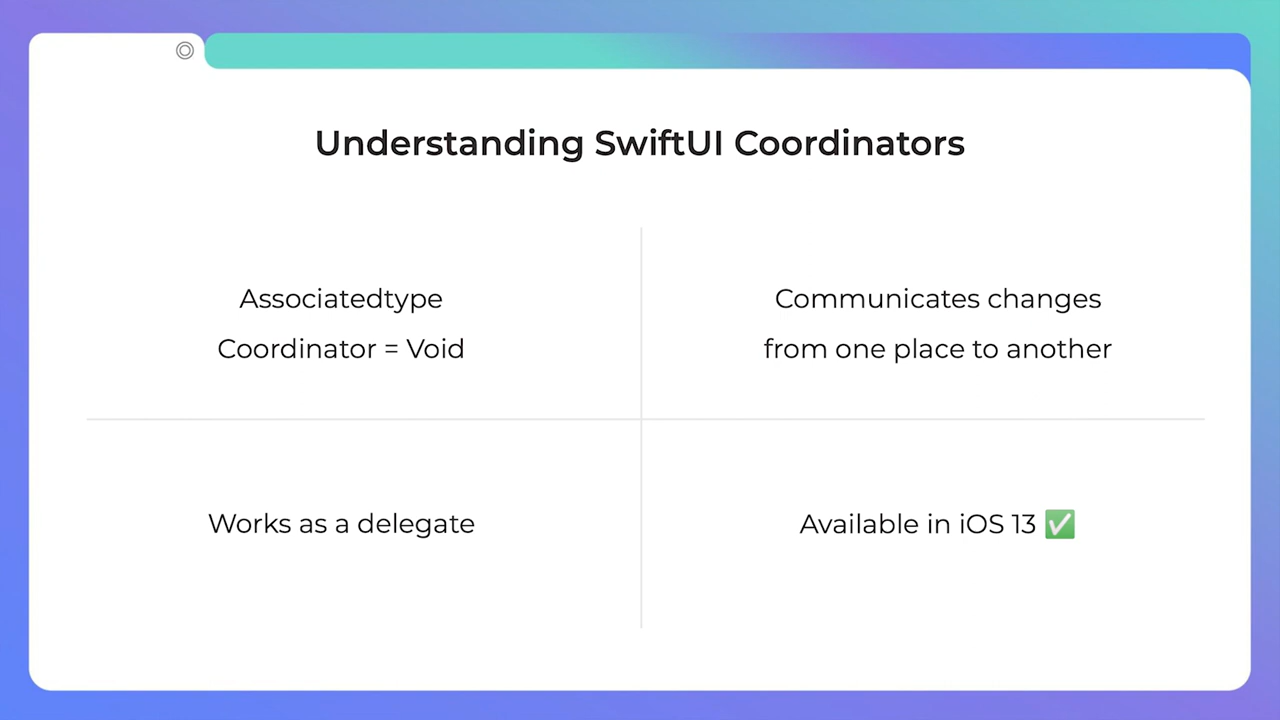 Understanding SwiftUI Coordinators
Associatedtype
Coordinator = Void
Communicates changes
from one place to another
Works as a delegate
Available in iOS 13 ✅